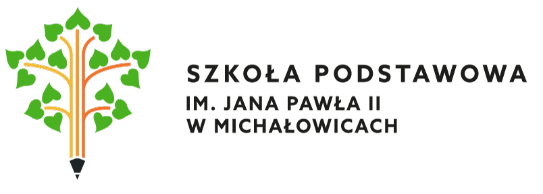 SZKOŁA PODSTAWOWA
IM. JANA PAWŁA II
W MICHAŁOWICACH